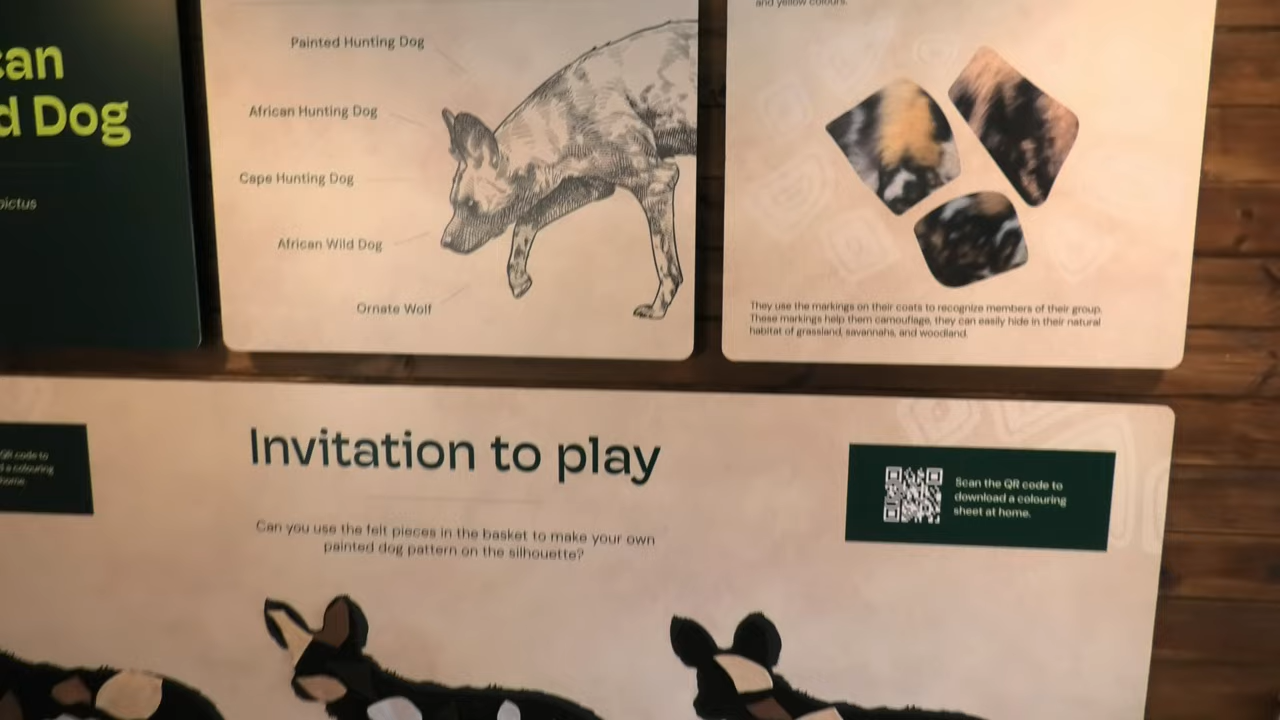 can
d Dog
pictus
Painted Hunting Dog
African Hunting Dog
Cape Hunting Dog
African Wild Dog
Ornate Wolf
and yellow colours.
They use the markings on their coats to recognize members of their group.
These markings help them camouflage, they can easily hide in their natural
habitat of grassland, savannahs, and woodland.
QR code to
d a colouring
home.
Invitation to play
Can you use the felt pieces in the basket to make your own
painted dog pattern on the silhouette?
Scan the QR code to
download a colouring
sheet at home.